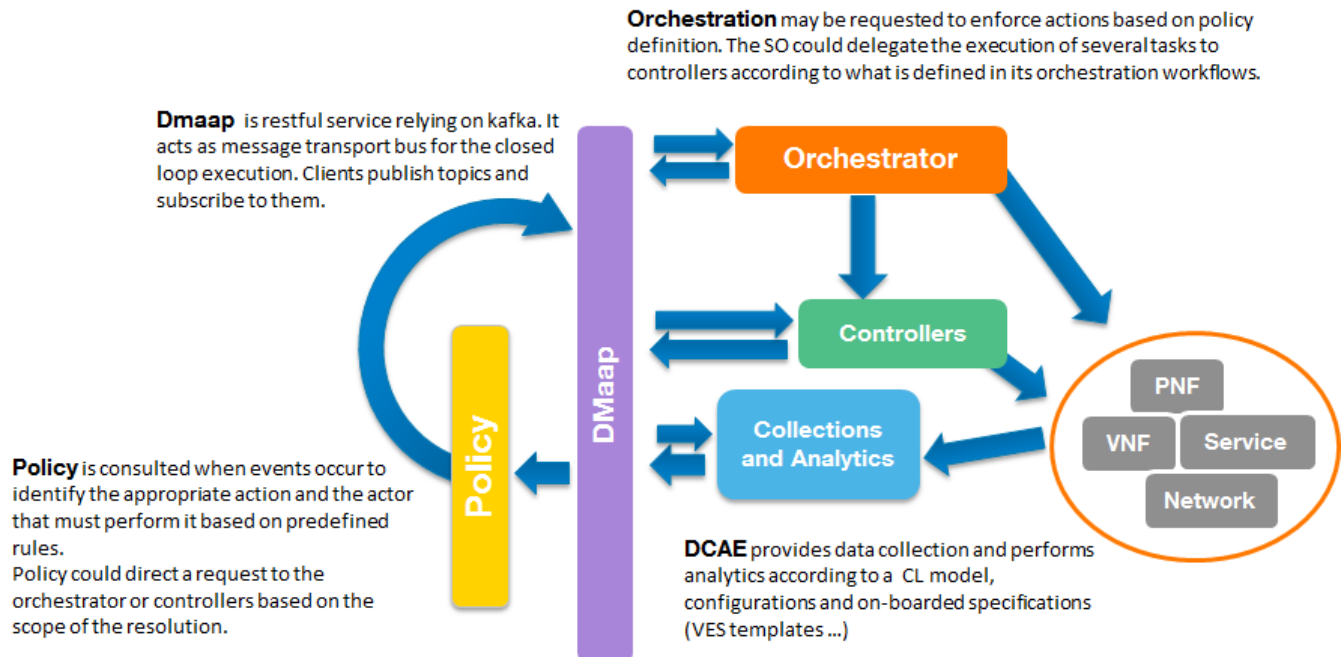 Orchestration may be requested to enforce actions based on policy
definition. The SO could delegate the execution of several tasks to
controllers according to what is defined in its orchestration workflows.
Dmaap is restful service relying on kafka. It
acts as message transport bus for the closed
loop execution. Clients publish topics and
subscribe to them.
Orchestrator
Controllers
DMaap
Collections
and Analytics
Policy
PNF
VNF
Service
Network
Policy is consulted when events occur to
identify the appropriate action and the actor
that must perform it based on predefined
rules.
Policy could direct a request to the
orchestrator or controllers based on the
scope of the resolution.
DCAE provides data collection and performs
analytics according to a CL model,
configurations and on-boarded specifications
(VES templates ...)